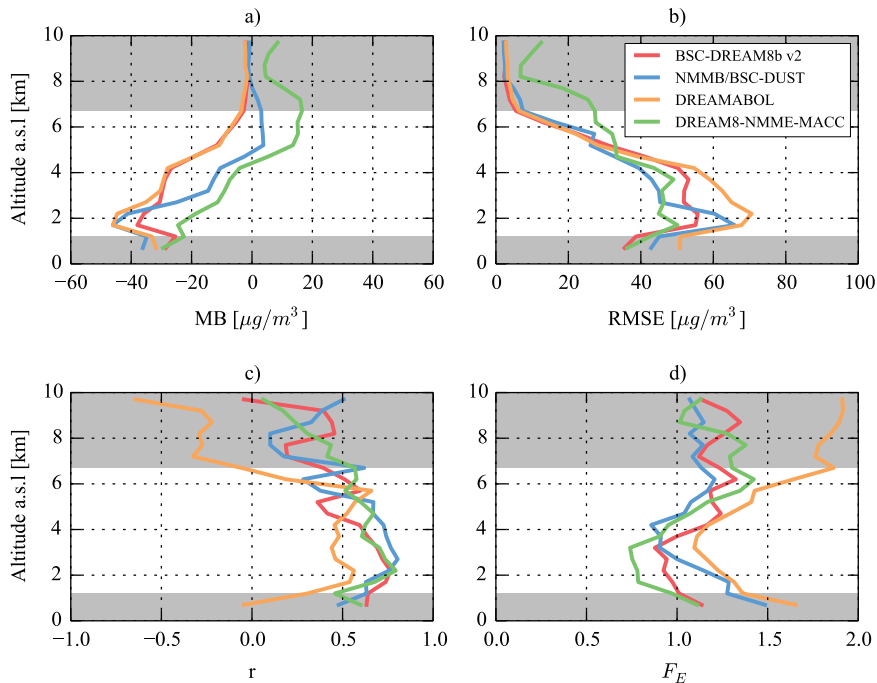 a) b)
10 10
8 8
6 6
4 4
2 2
0 0
Altitude a.s.l [km]
−60 −40 −20 0 20 40 60
MB [μg/m³]
BSC-DREAM8b v2
NMMB/BSC-DUST
DREAMABOL
DREAM8-NMME-MACC
0 20 40 60 80 100
RMSE [μg/m³]
c) d)
10 10
8 8
6 6
4 4
2 2
0 0
Altitude a.s.l [km]
−1.0 −0.5 0.0 0.5 1.0
r
0.0 0.5 1.0 1.5 2.0
F_E